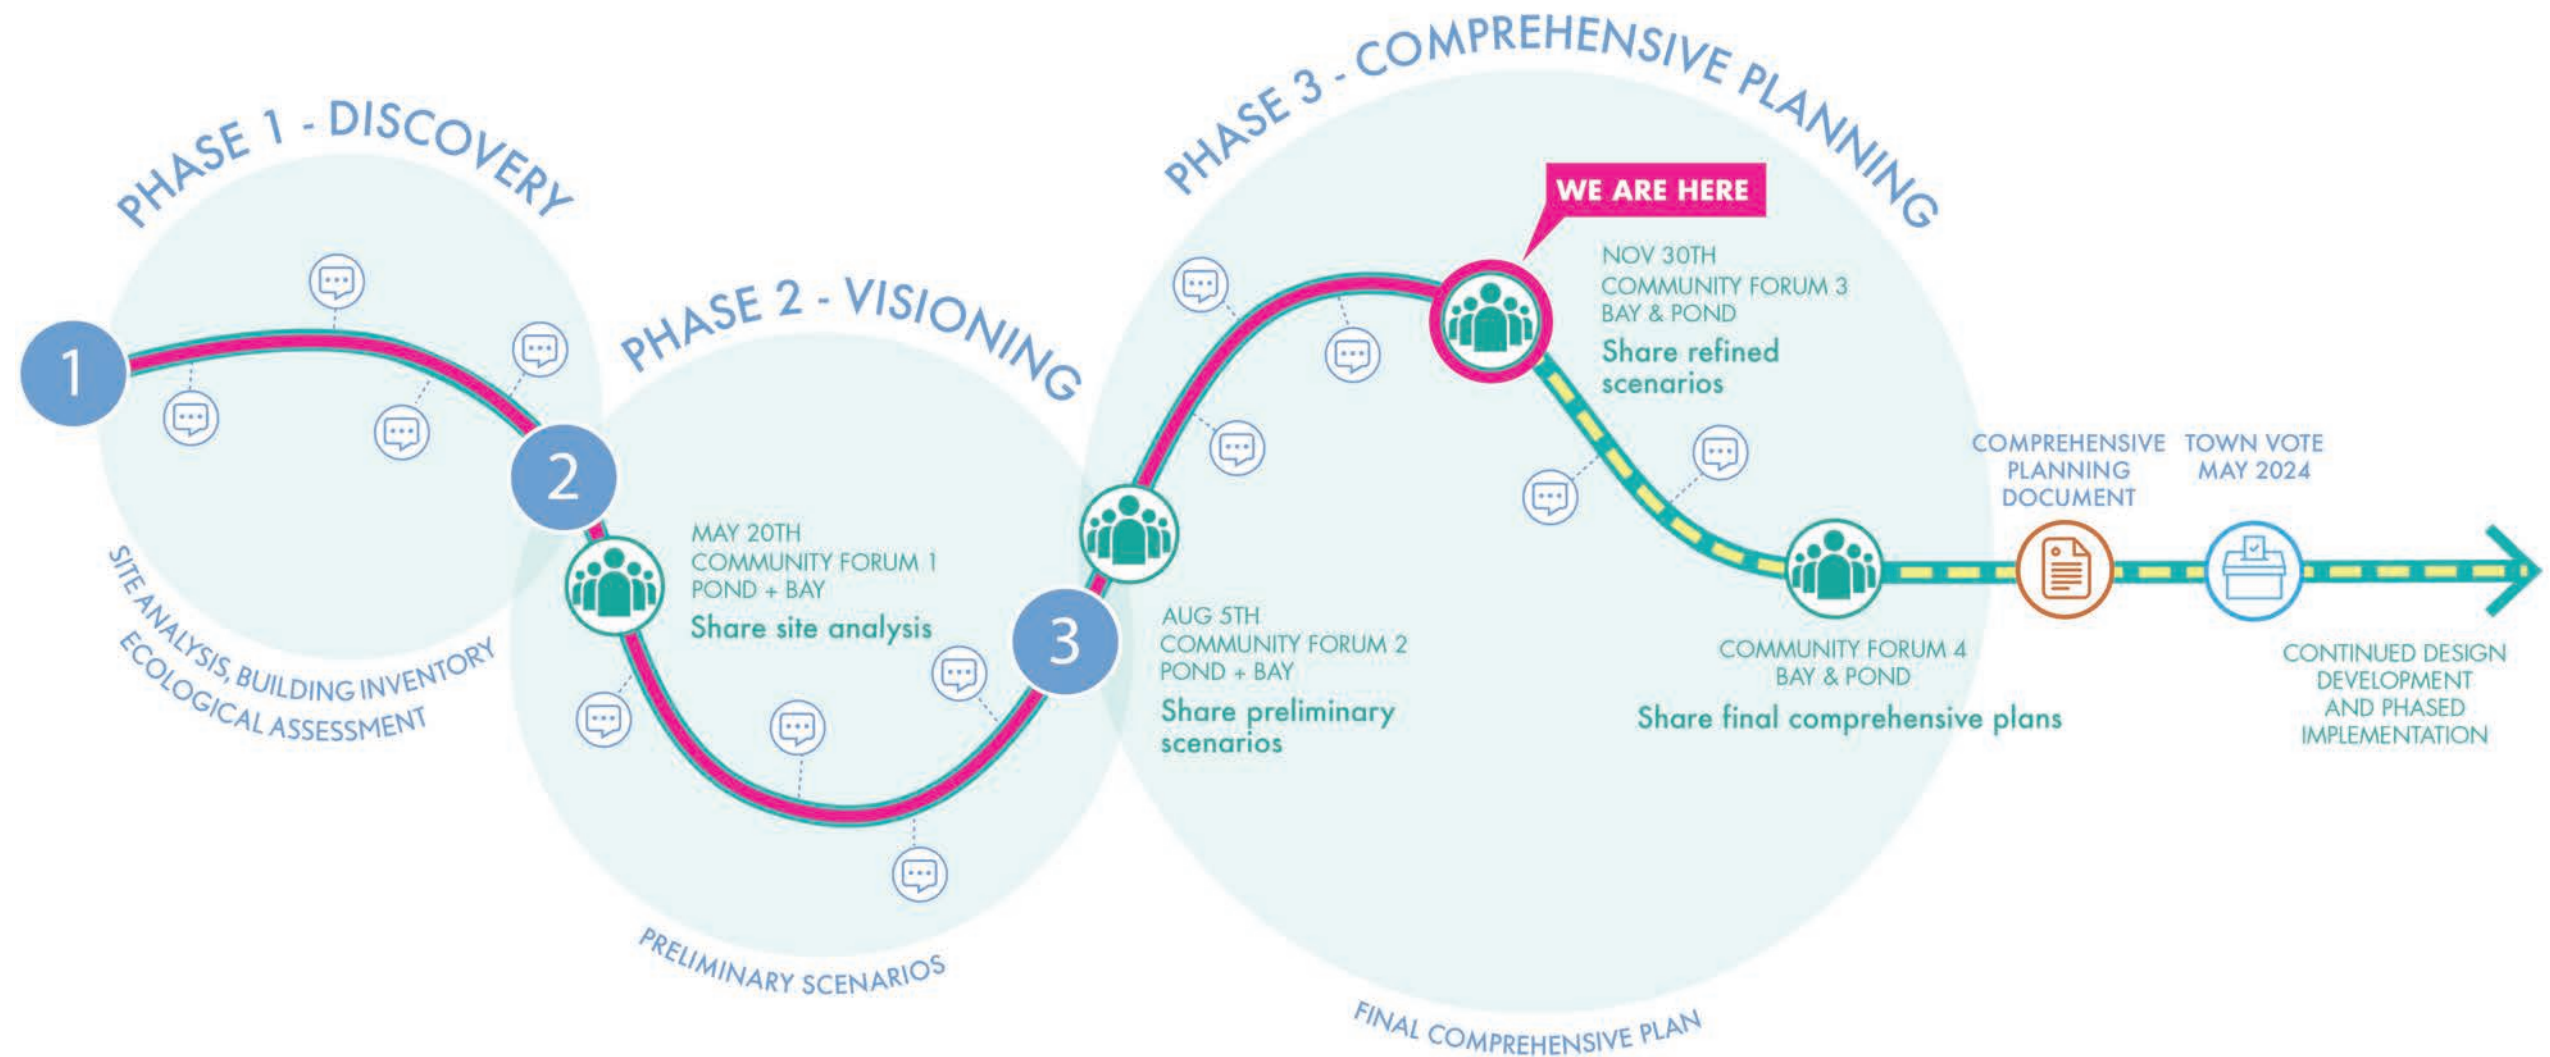 PHASE 1 - DISCOVERY
1
SITE ANALYSIS, BUILDING INVENTORY
ECOLOGICAL ASSESSMENT
PHASE 2 - VISIONING
2
MAY 20TH
COMMUNITY FORUM 1
POND + BAY
Share site analysis
PRELIMINARY SCENARIOS
PHASE 3 - COMPREHENSIVE PLANNING
3
AUG 5TH
COMMUNITY FORUM 2
POND + BAY
Share preliminary
scenarios
WE ARE HERE
NOV 30TH
COMMUNITY FORUM 3
BAY & POND
Share refined
scenarios
COMMUNITY FORUM 4
BAY & POND
Share final comprehensive plans
FINAL COMPREHENSIVE PLAN
COMPREHENSIVE
PLANNING
DOCUMENT
TOWN VOTE
MAY 2024
CONTINUED DESIGN
DEVELOPMENT
AND PHASED
IMPLEMENTATION